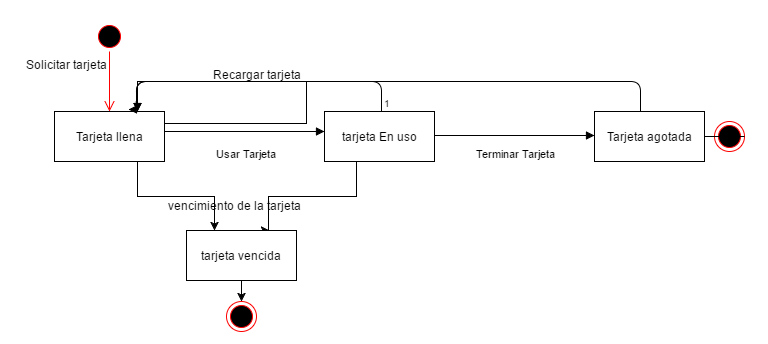 Solicitar tarjeta
Recargar tarjeta
1
Tarjeta llena
tarjeta En uso
Tarjeta agotada
Usar Tarjeta
Terminar Tarjeta
vencimiento de la tarjeta
tarjeta vencida